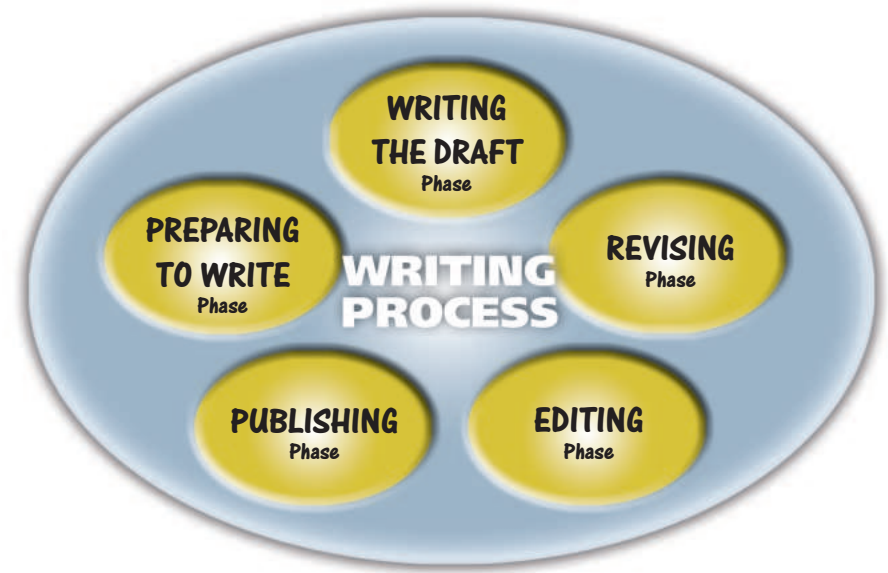 WRITING
THE DRAFT
Phase
PREPARING
TO WRITE
Phase
WRITING
PROCESS
REVISING
Phase
PUBLISHING
Phase
EDITING
Phase